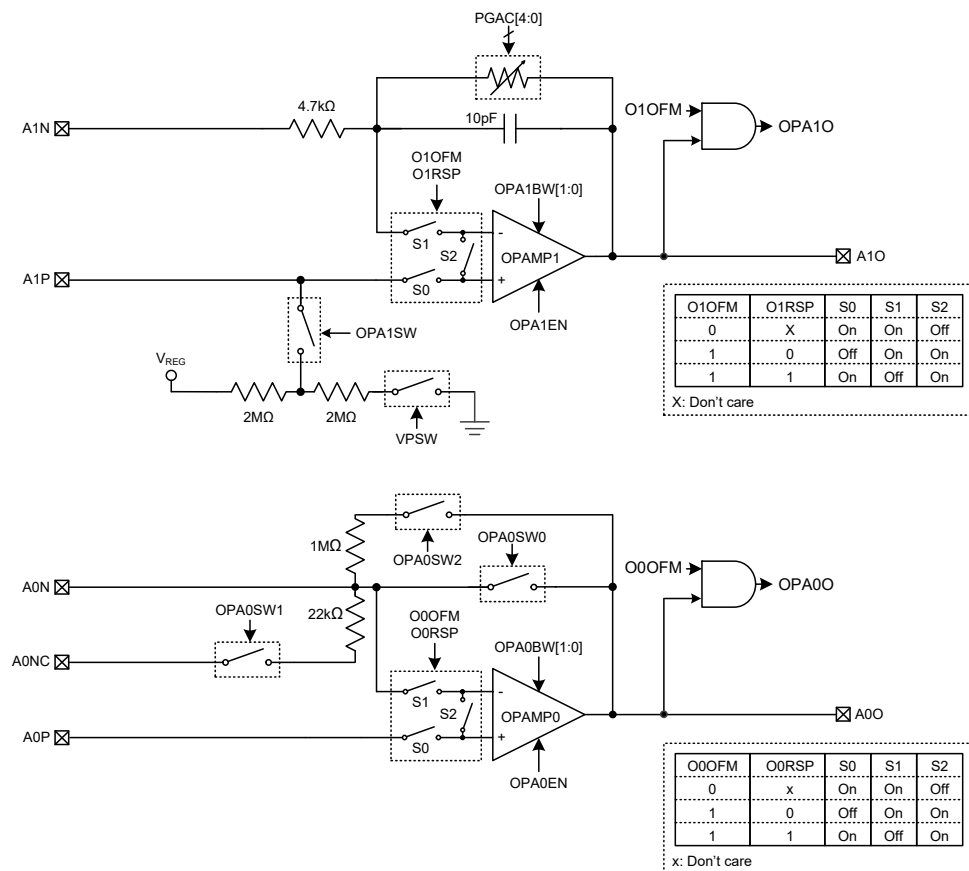 PGAC[4:0]
4.7kΩ
10pF
A1N
O1OFM
OPA1O
O1OFM
O1RSP
OPA1BW[1:0]
S1
S2
S0
-
+
OPAMP1
A1P
A1O
OPA1EN
OPA1SW
VREG
2MΩ
2MΩ
VPSW
O1OFM O1RSP S0 S1 S2
0 X On On Off
1 0 Off On On
1 1 On Off On
X: Don't care
1MΩ
OPA0SW2
OPA0SW0
O0OFM
OPA0O
A0N
OPA0SW1
22kΩ
O0OFM
O0RSP
OPA0BW[1:0]
A0NC
S1
S2
S0
-
+
OPAMP0
A0P
A0O
OPA0EN
O0OFM O0RSP S0 S1 S2
0 x On On Off
1 0 Off On On
1 1 On Off On
x: Don't care